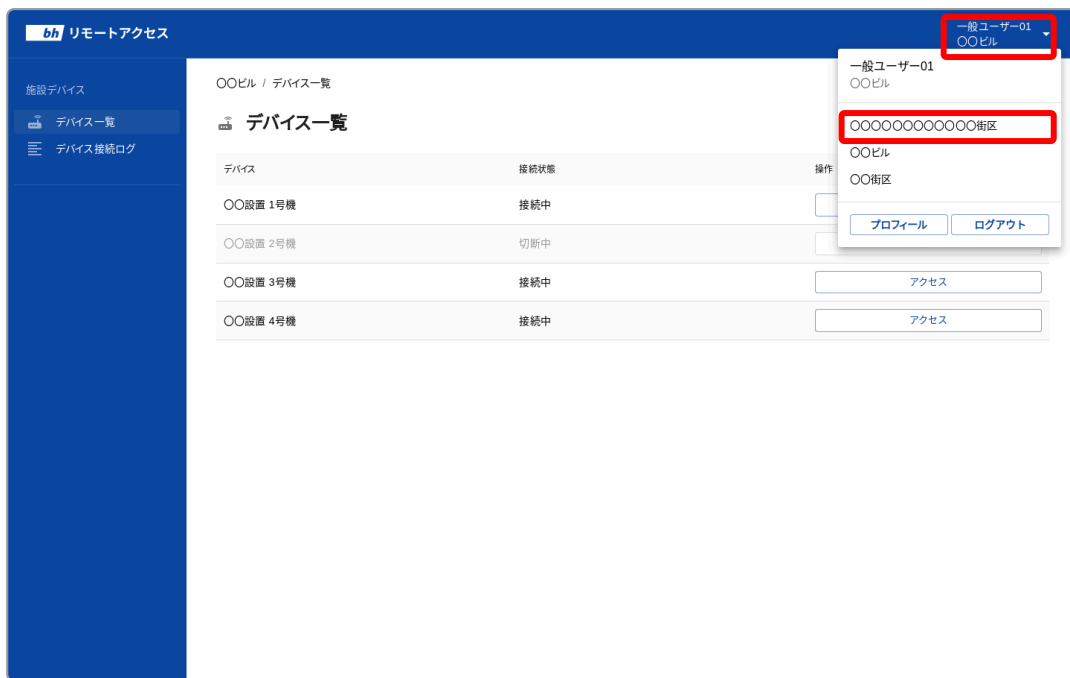 bh リモートアクセス
一般ユーザー01
〇〇ビル
施設デバイス
デバイス一覧
デバイス接続ログ
〇〇ビル / デバイス一覧
デバイス一覧
デバイス 接続状態 操作
〇〇設置 1号機 接続中
〇〇設置 2号機 切断中
〇〇設置 3号機 接続中 アクセス
〇〇設置 4号機 接続中 アクセス
一般ユーザー01
〇〇ビル
〇〇〇〇〇〇〇〇〇〇〇〇街区
〇〇ビル
〇〇街区
プロフィール ログアウト